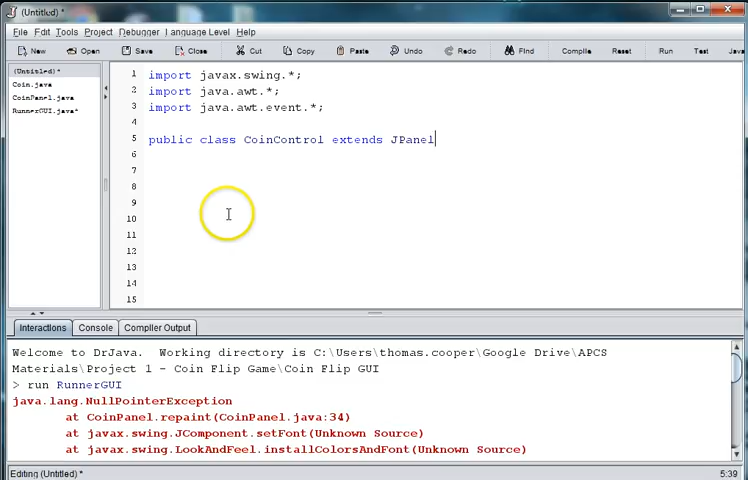 (Untitled) *
File Edit Tools Project Debugger Language Level Help
New Open Save Close Cut Copy Paste Undo Redo Find Compile Reset Run Test Java
(Untitled) *
Coin.java
CoinPanel.java
RunnerGUI.java*
1 import javax.swing.*;
2 import java.awt.*;
3 import java.awt.event.*;
4
5 public class CoinControl extends JPanel
6
7
8
9
10
11
12
13
14
15
Interactions Console Compiler Output
Welcome to DrJava. Working directory is C:\Users\thomas.cooper\Google Drive\APCS
Materials\Project 1 - Coin Flip Game\Coin Flip GUI
> run RunnerGUI
java.lang.NullPointerException
at CoinPanel.repaint(CoinPanel.java:34)
at javax.swing.JComponent.setFont(Unknown Source)
at javax.swing.LookAndFeel.installColorsAndFont(Unknown Source)
Editing (Untitled) * 5:39